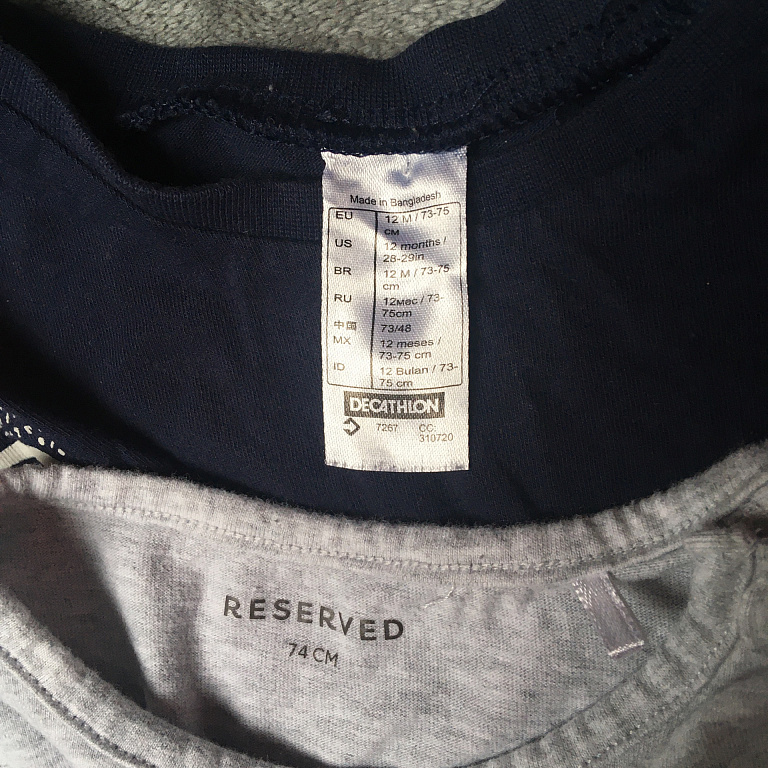 Made in Bangladesh
EU 12 M / 73-75
CM
US 12 months /
28-29in
BR 12 M / 73-75
cm
RU 12мес / 73-
75cm
中国 73/48
MX 12 meses /
73-75 cm
ID 12 Bulan / 73-
75 cm
DECATHLON
7267 CC:
310720
RESERVED
74 CM